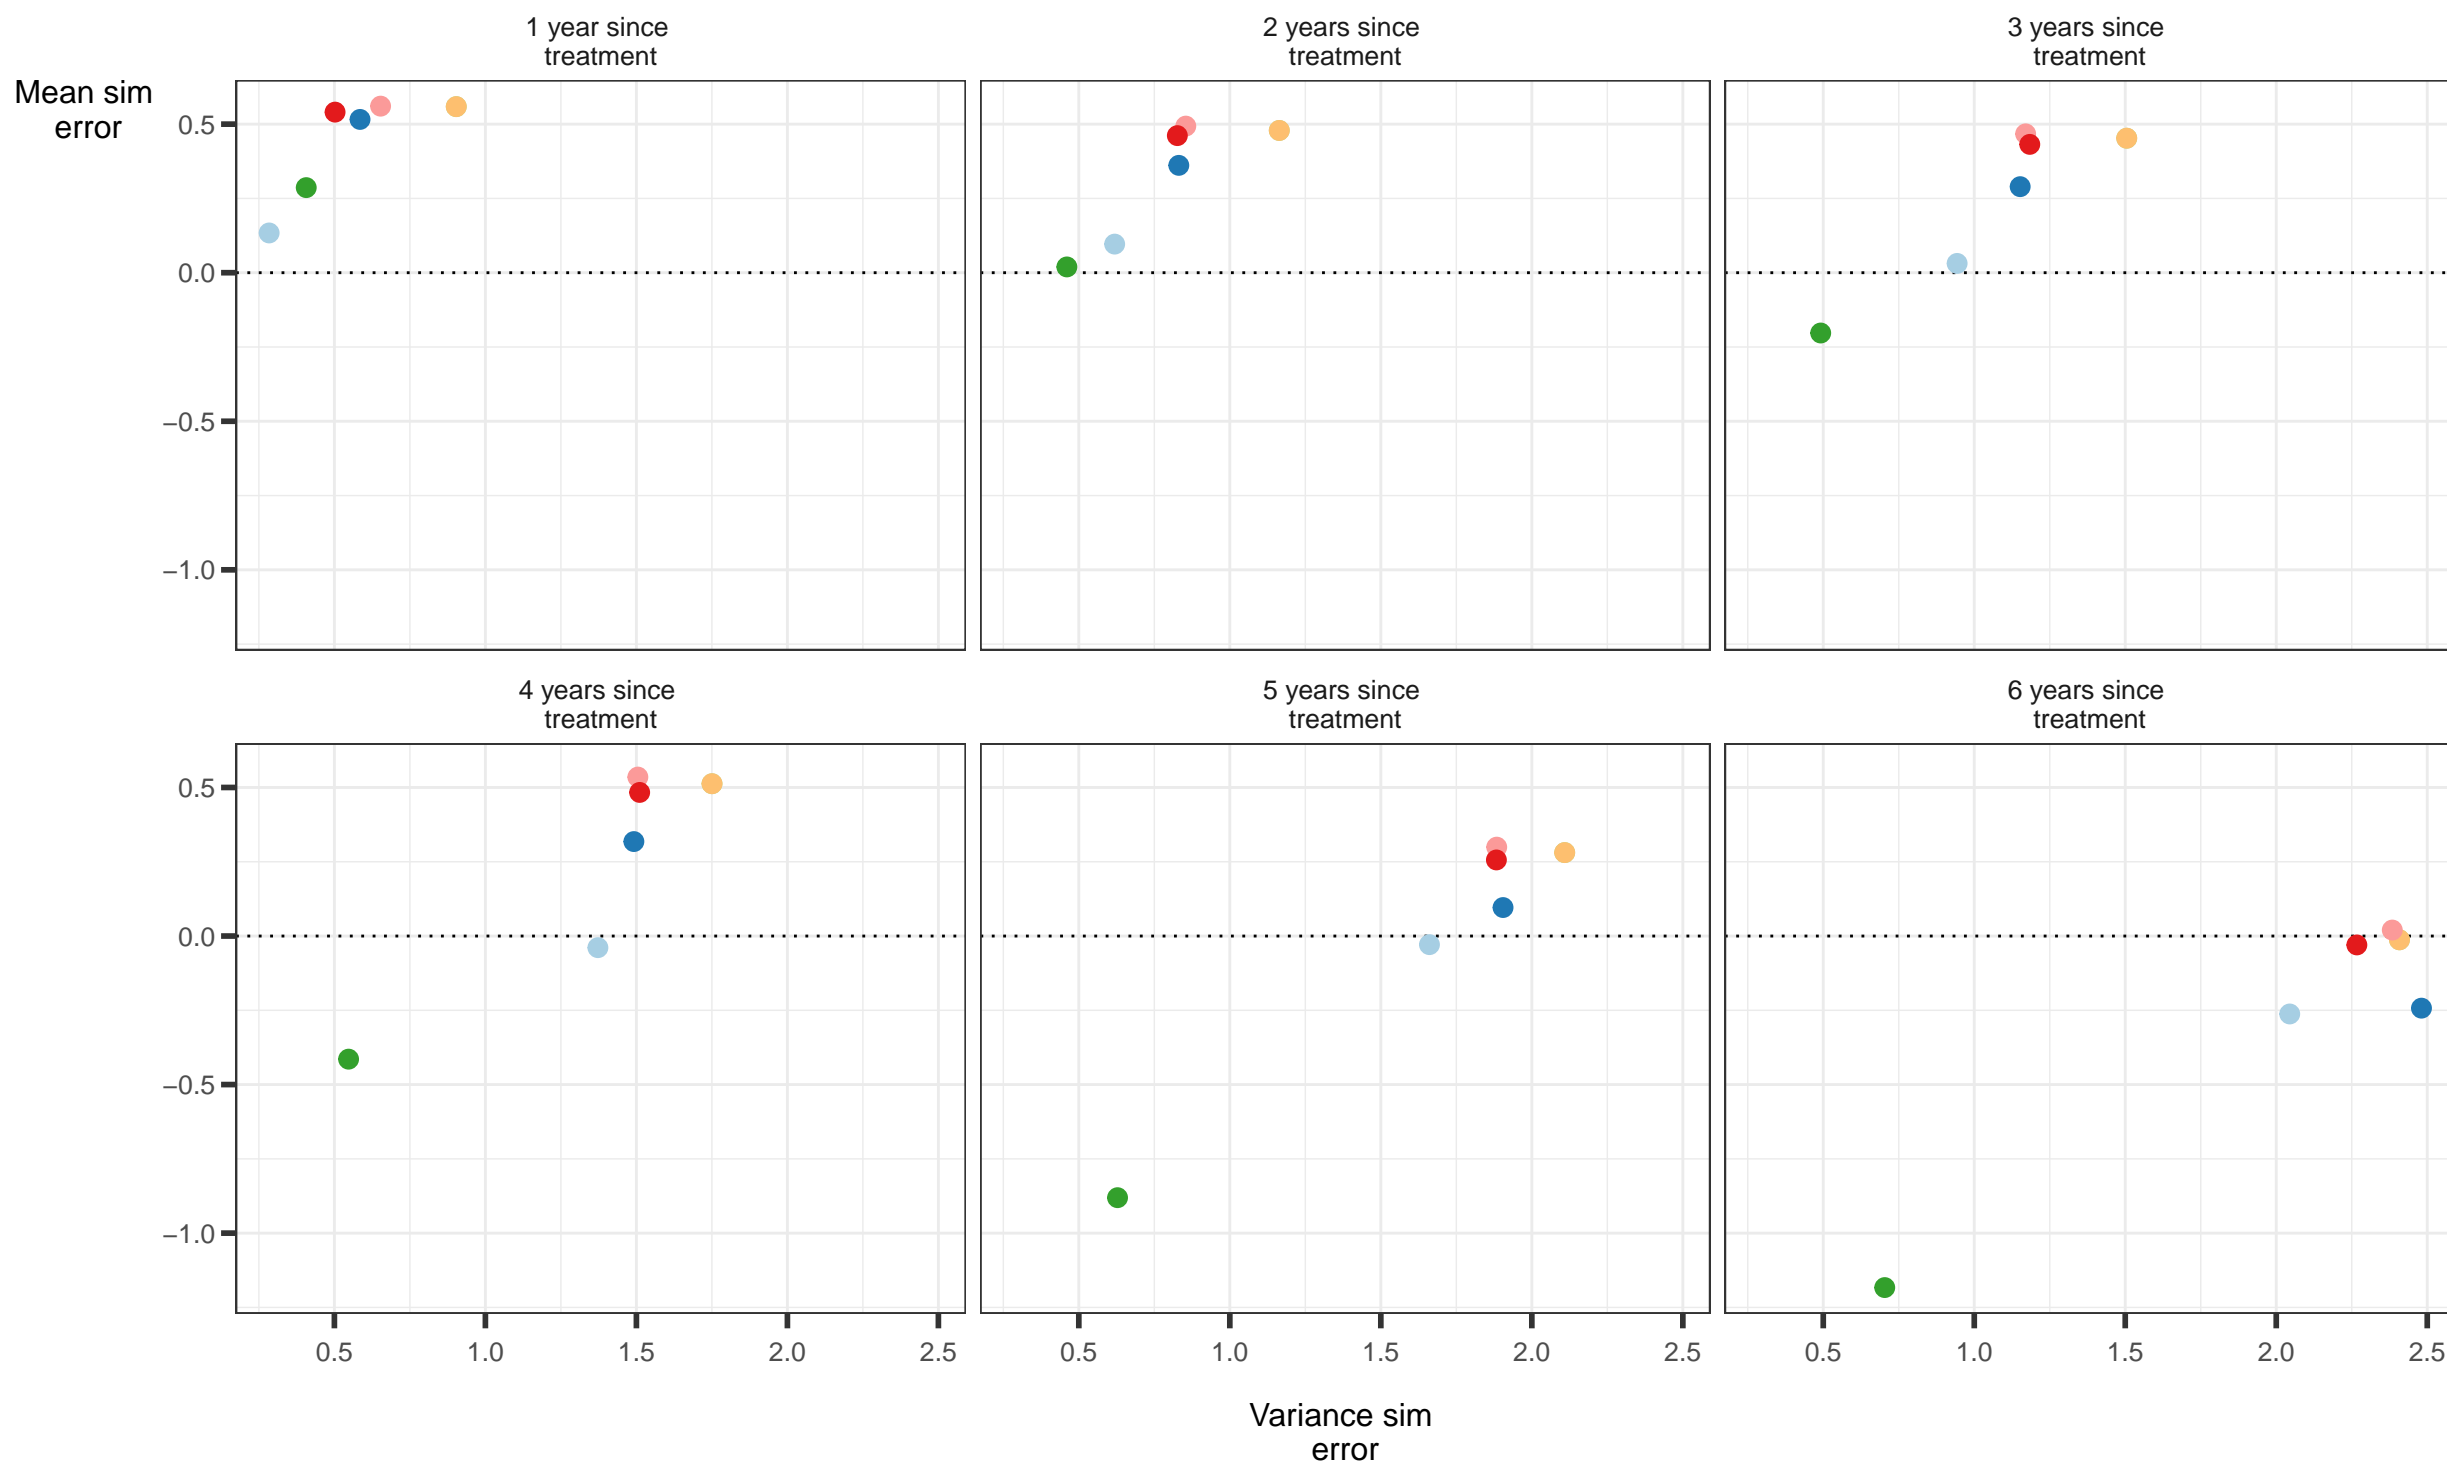 1 year since
treatment
2 years since
treatment
3 years since
treatment
Mean sim
error
0.5
0.0
−0.5
−1.0
4 years since
treatment
5 years since
treatment
6 years since
treatment
0.5
0.0
−0.5
−1.0
0.5 1.0 1.5 2.0 2.5
0.5 1.0 1.5 2.0 2.5
0.5 1.0 1.5 2.0 2.5
Variance sim
error